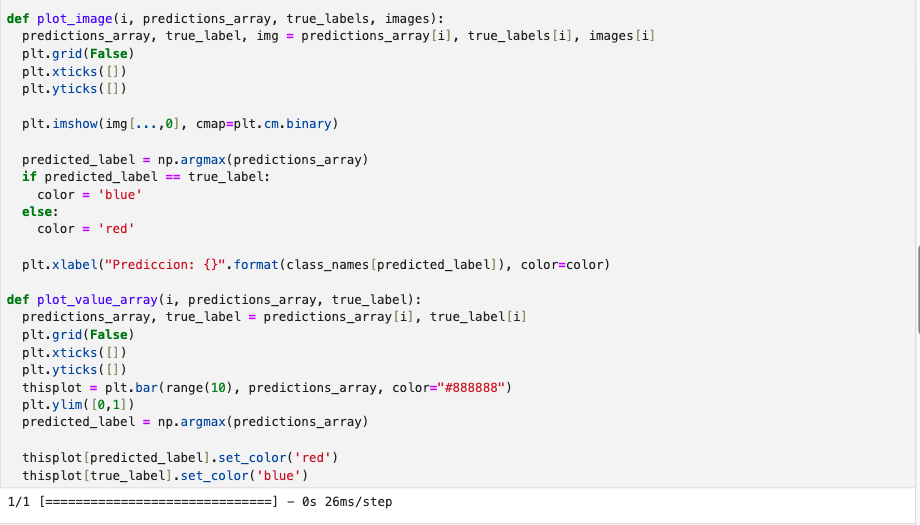 def plot_image(i, predictions_array, true_labels, images):
  predictions_array, true_label, img = predictions_array[i], true_labels[i], images[i]
  plt.grid(False)
  plt.xticks([])
  plt.yticks([])

  plt.imshow(img[...,0], cmap=plt.cm.binary)

  predicted_label = np.argmax(predictions_array)
  if predicted_label == true_label:
    color = 'blue'
  else:
    color = 'red'

  plt.xlabel("Prediccion: {}".format(class_names[predicted_label]), color=color)

def plot_value_array(i, predictions_array, true_label):
  predictions_array, true_label = predictions_array[i], true_label[i]
  plt.grid(False)
  plt.xticks([])
  plt.yticks([])
  thisplot = plt.bar(range(10), predictions_array, color="#888888")
  plt.ylim([0,1])
  predicted_label = np.argmax(predictions_array)

  thisplot[predicted_label].set_color('red')
  thisplot[true_label].set_color('blue')
1/1 [==============================] - 0s 26ms/step